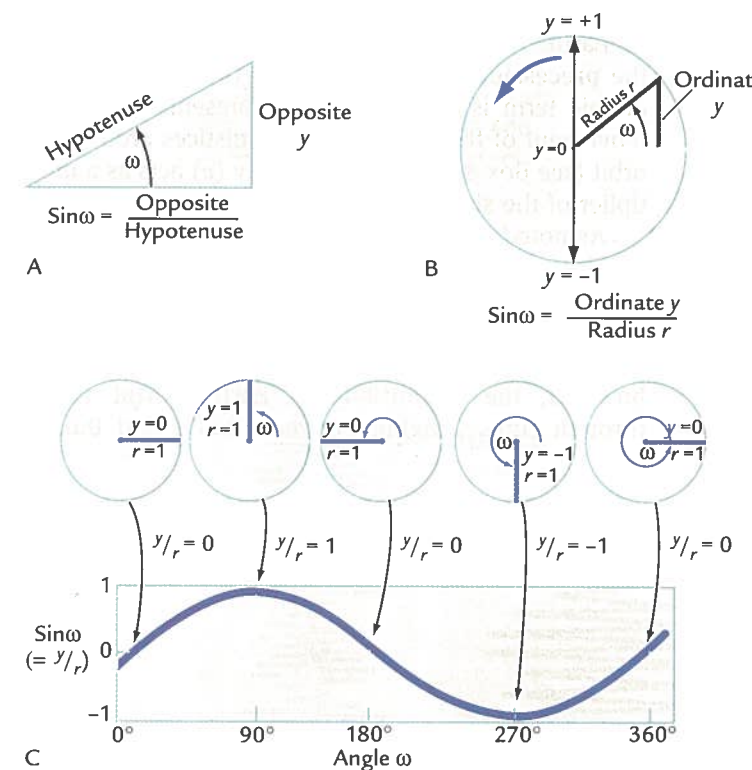 Hypotenuse
Opposite
y
ω
Sinω = Opposite
Hypotenuse
A
y = +1
Radius r
Ordinat
y
y=0
ω
y = –1
B
Sinω = Ordinate y
Radius r
y=0
r=1
y=1
r=1
ω
y=0
r=1
ω
y = –1
r=1
y=0
ω r=1
y/r = 0
y/r = 1
y/r = 0
y/r = –1
y/r = 0
1
Sinω
0
(= y/r)
–1
0° 90° 180° 270° 360°
C
Angle ω